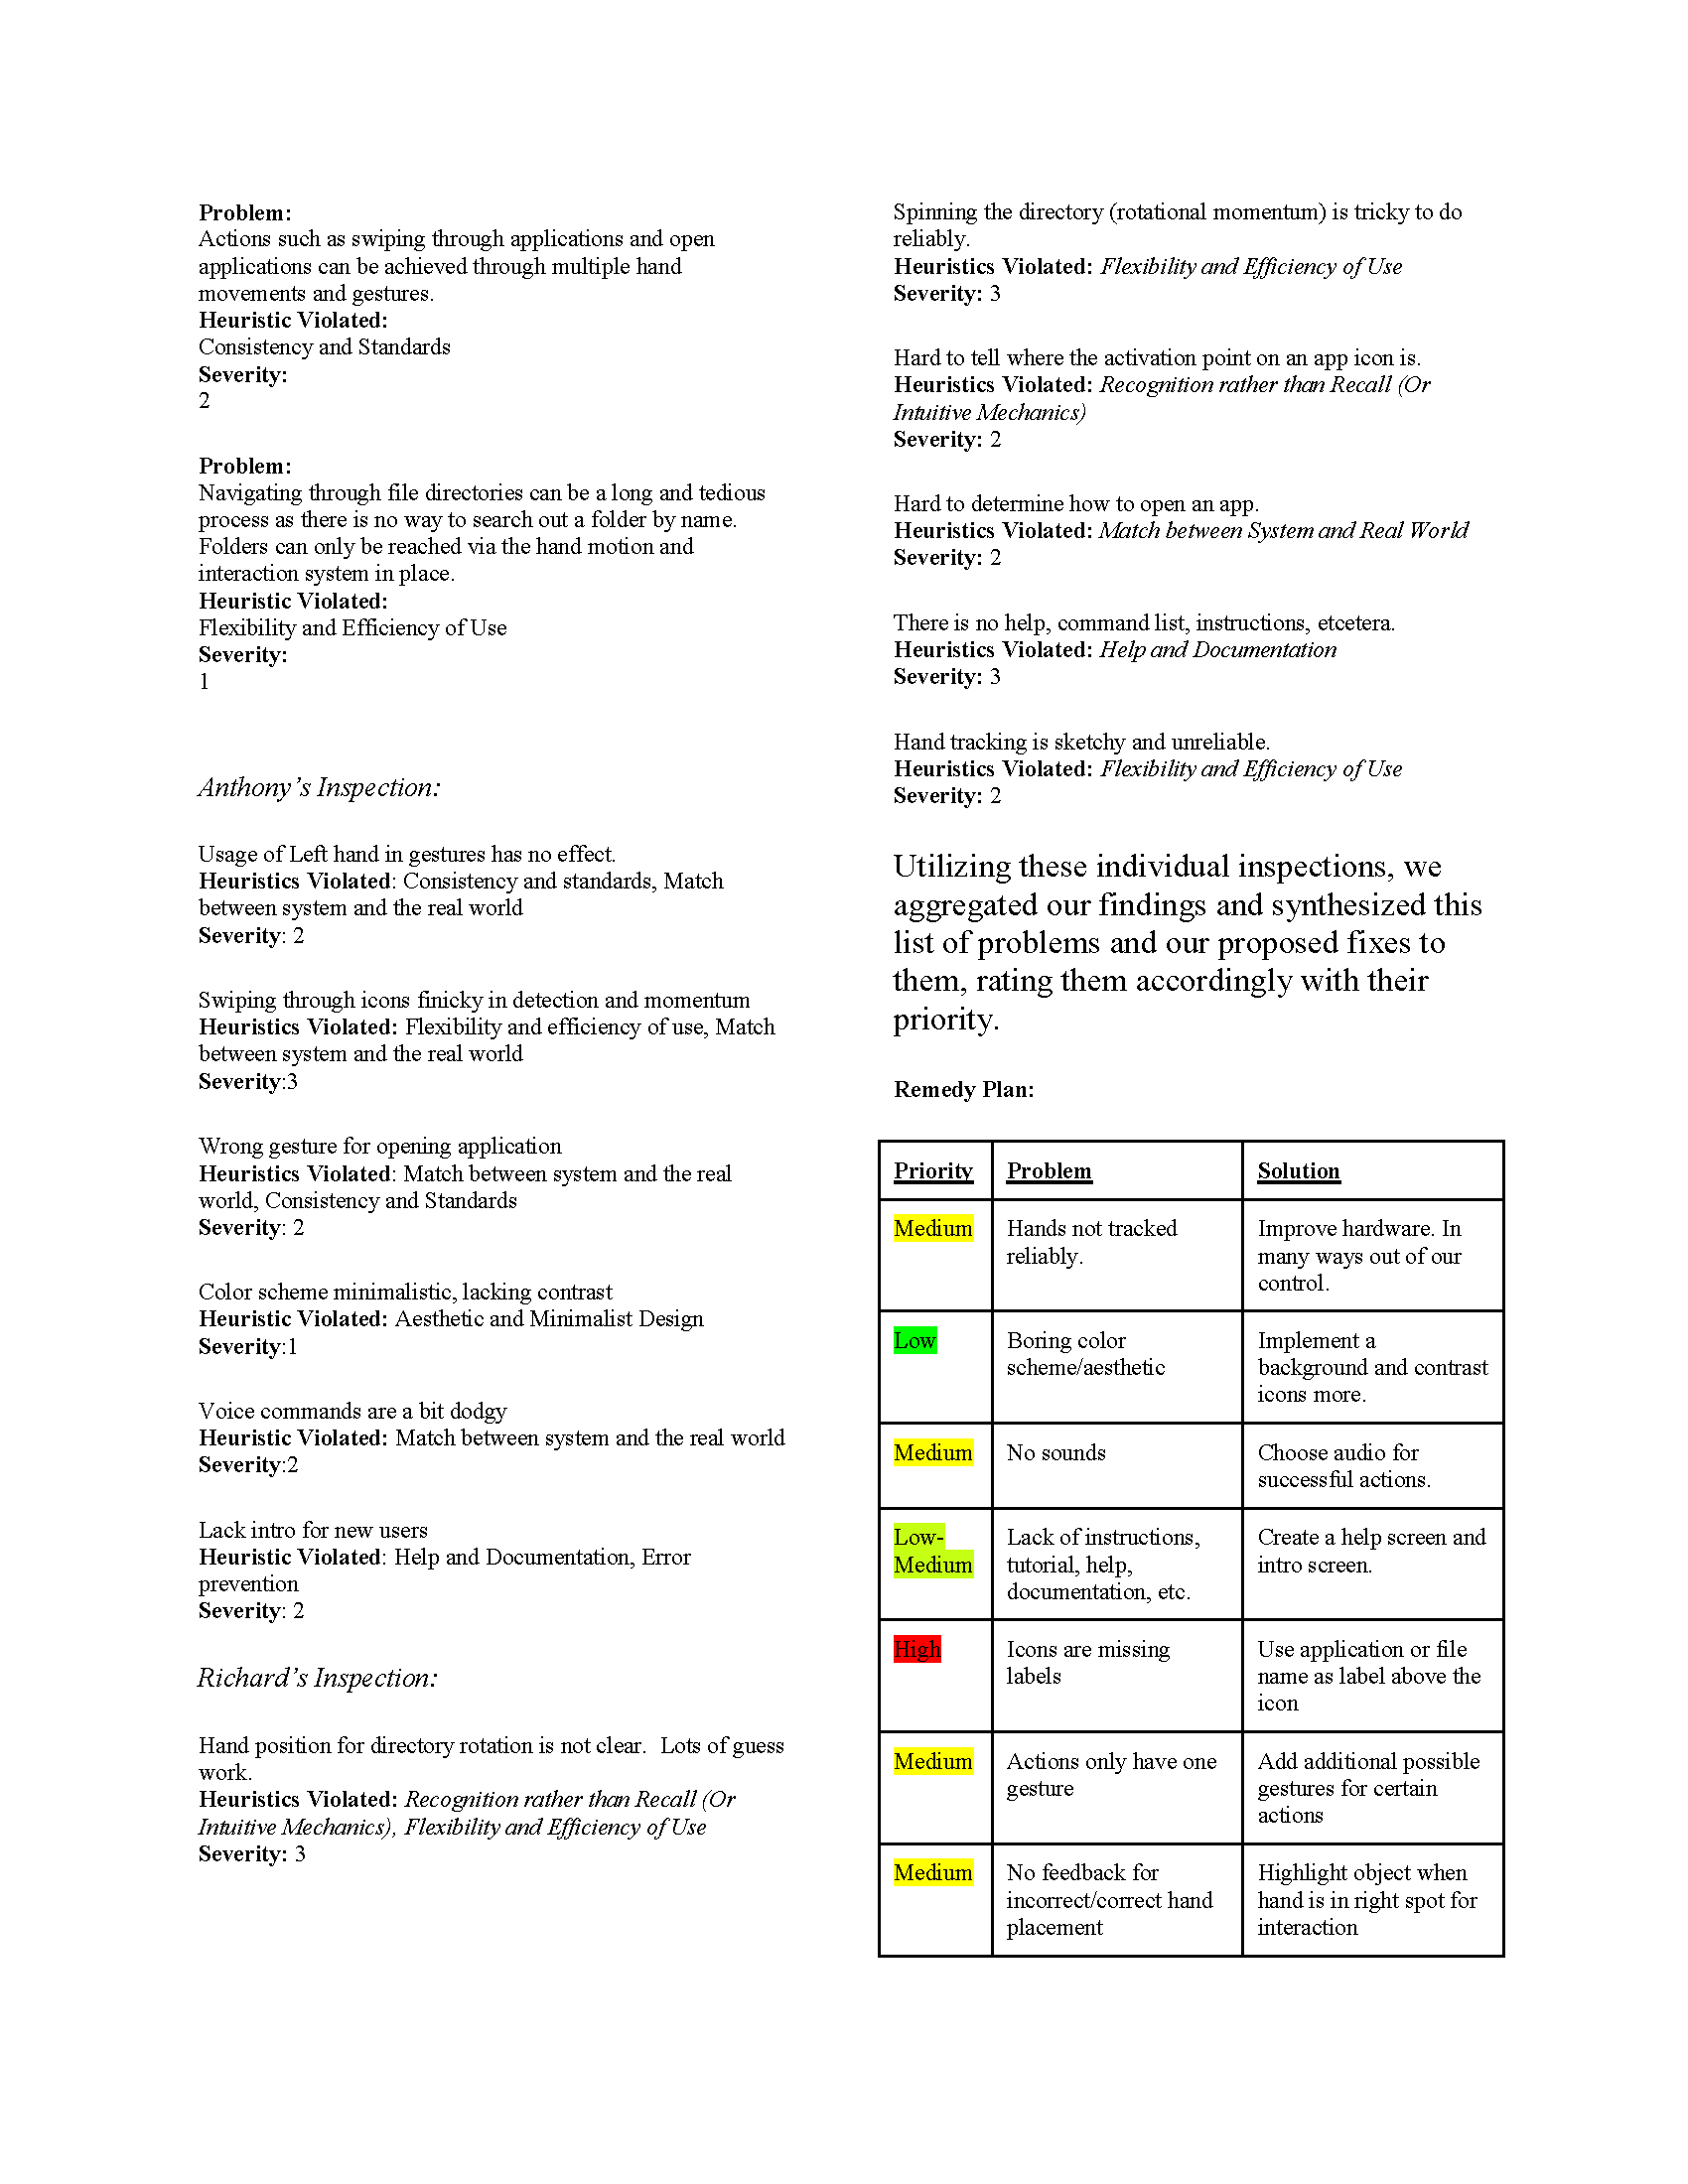 Problem:
Actions such as swiping through applications and open
applications can be achieved through multiple hand
movements and gestures.
Heuristic Violated:
Consistency and Standards
Severity:
2
Problem:
Navigating through file directories can be a long and tedious
process as there is no way to search out a folder by name.
Folders can only be reached via the hand motion and
interaction system in place.
Heuristic Violated:
Flexibility and Efficiency of Use
Severity:
1
Anthony's Inspection:
Usage of Left hand in gestures has no effect.
Heuristics Violated: Consistency and standards, Match
between system and the real world
Severity: 2
Swiping through icons finicky in detection and momentum
Heuristics Violated: Flexibility and efficiency of use, Match
between system and the real world
Severity:3
Wrong gesture for opening application
Heuristics Violated: Match between system and the real
world, Consistency and Standards
Severity: 2
Color scheme minimalistic, lacking contrast
Heuristic Violated: Aesthetic and Minimalist Design
Severity:1
Voice commands are a bit dodgy
Heuristic Violated: Match between system and the real world
Severity:2
Lack intro for new users
Heuristic Violated: Help and Documentation, Error
prevention
Severity: 2
Richard's Inspection:
Hand position for directory rotation is not clear.  Lots of guess
work.
Heuristics Violated: Recognition rather than Recall (Or
Intuitive Mechanics), Flexibility and Efficiency of Use
Severity: 3
Spinning the directory (rotational momentum) is tricky to do
reliably.
Heuristics Violated: Flexibility and Efficiency of Use
Severity: 3
Hard to tell where the activation point on an app icon is.
Heuristics Violated: Recognition rather than Recall (Or
Intuitive Mechanics)
Severity: 2
Hard to determine how to open an app.
Heuristics Violated: Match between System and Real World
Severity: 2
There is no help, command list, instructions, etcetera.
Heuristics Violated: Help and Documentation
Severity: 3
Hand tracking is sketchy and unreliable.
Heuristics Violated: Flexibility and Efficiency of Use
Severity: 2
Utilizing these individual inspections, we
aggregated our findings and synthesized this
list of problems and our proposed fixes to
them, rating them accordingly with their
priority.
Remedy Plan:
Priority Problem Solution
Medium Hands not tracked Improve hardware. In
reliably. many ways out of our
control.
Low Boring color Implement a
scheme/aesthetic background and contrast
icons more.
Medium No sounds Choose audio for
successful actions.
Low- Lack of instructions, Create a help screen and
Medium tutorial, help, intro screen.
documentation, etc.
High Icons are missing Use application or file
labels name as label above the
icon
Medium Actions only have one Add additional possible
gesture gestures for certain
actions
Medium No feedback for Highlight object when
incorrect/correct hand hand is in right spot for
placement interaction